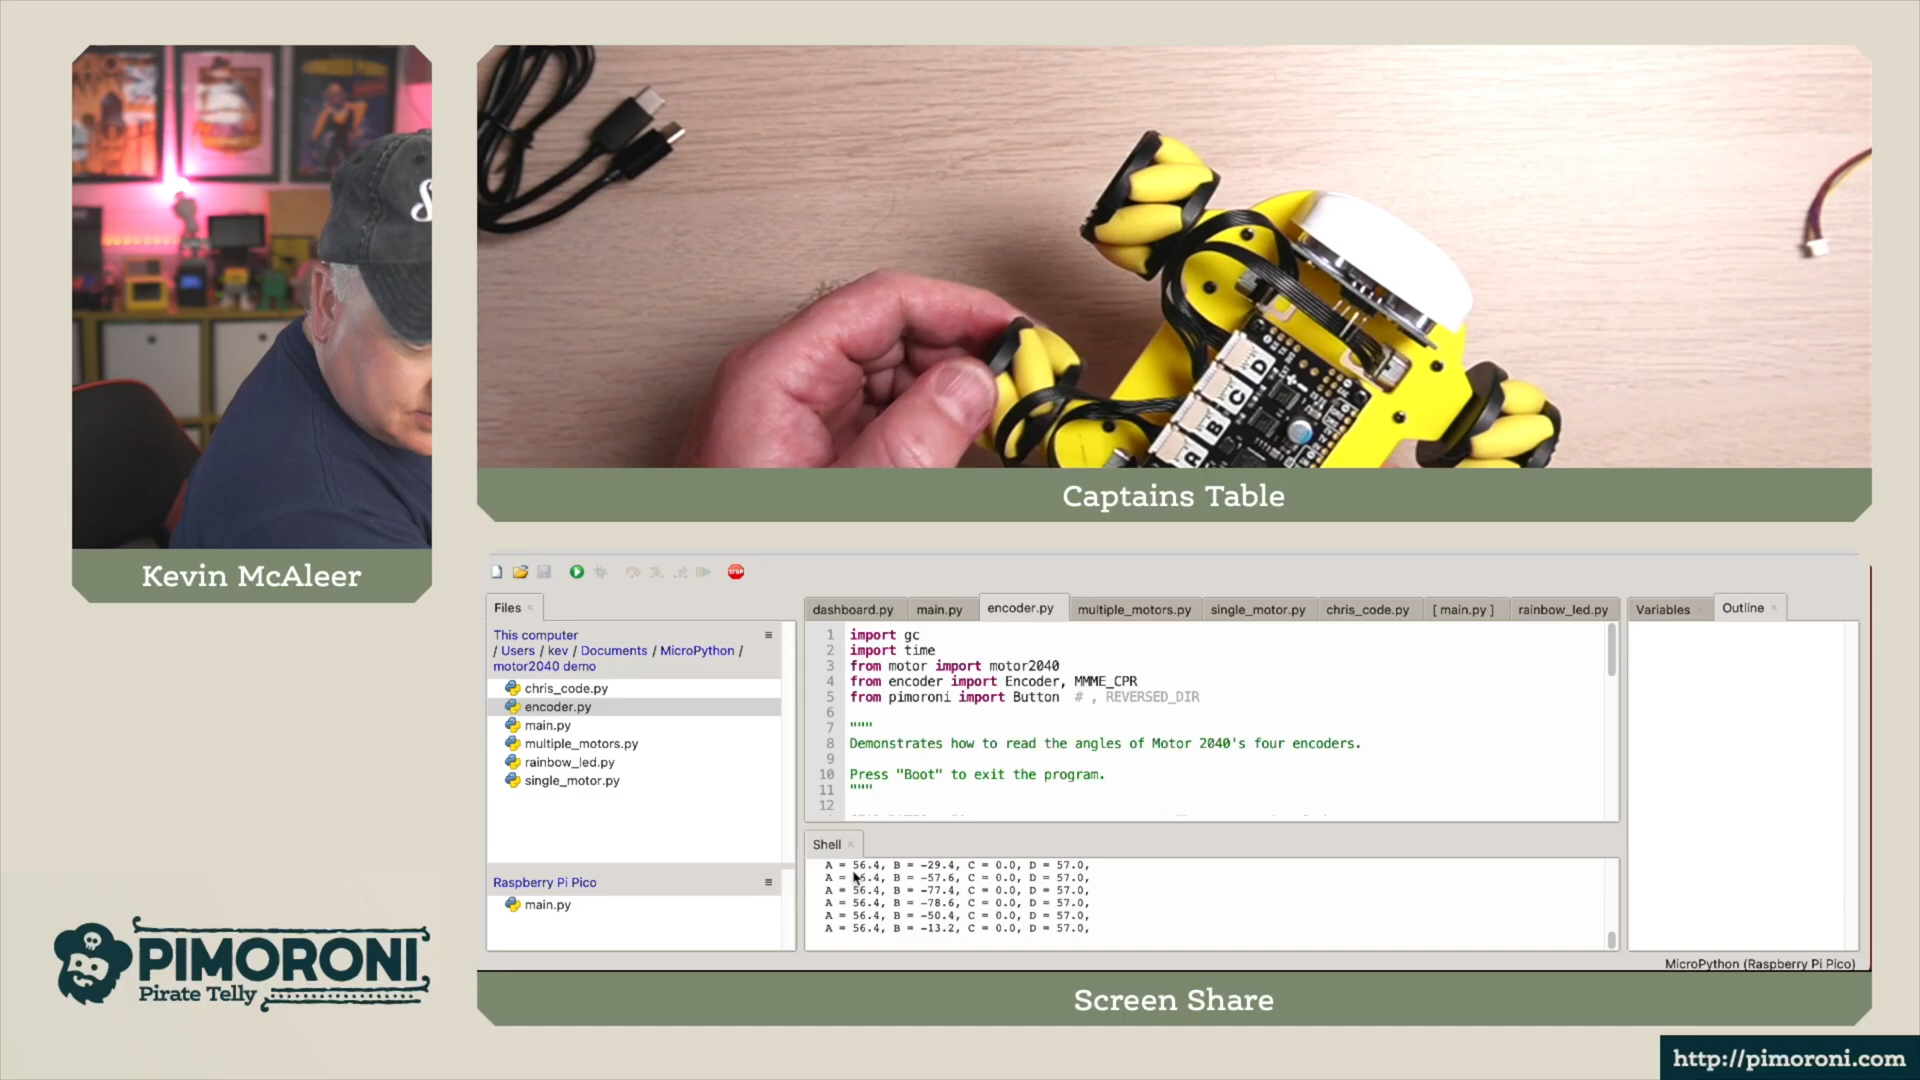 D
C
B
A
Captains Table
Kevin McAleer
Files
This computer
/ Users / kev / Documents / MicroPython /
motor2040 demo
chris_code.py
encoder.py
main.py
multiple_motors.py
rainbow_led.py
single_motor.py
Raspberry Pi Pico
main.py
dashboard.py main.py encoder.py multiple_motors.py single_motor.py chris_code.py [ main.py ] rainbow_led.py
1 import gc
2 import time
3 from motor import motor2040
4 from encoder import Encoder, MMME_CPR
5 from pimoroni import Button # , REVERSED_DIR
6
7 """
8 Demonstrates how to read the angles of Motor 2040's four encoders.
9
10 Press "Boot" to exit the program.
11 """
12
Shell
A = 56.4, B = -29.4, C = 0.0, D = 57.0,
A = 56.4, B = -57.6, C = 0.0, D = 57.0,
A = 56.4, B = -77.4, C = 0.0, D = 57.0,
A = 56.4, B = -78.6, C = 0.0, D = 57.0,
A = 56.4, B = -50.4, C = 0.0, D = 57.0,
A = 56.4, B = -13.2, C = 0.0, D = 57.0,
Variables Outline
MicroPython (Raspberry Pi Pico)
STOP
Screen Share
PIMORONI
Pirate Telly
http://pimoroni.com